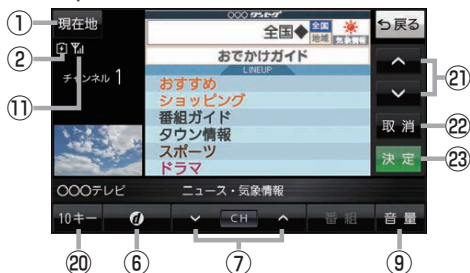 ① 現在地
〇〇〇 ワンセグ
全国◆ 全国 地域 気象情報
戻る
②
おでかけガイド
LINEUP
チャンネル 1
⑪
おすすめ
ショッピング
番組ガイド
タウン情報
スポーツ
ドラマ
㉑
取消 ㉒
決定 ㉓
〇〇〇テレビ ニュース・気象情報
10キー d CH 番組 音量
⑳ ⑥ ⑦ ⑨